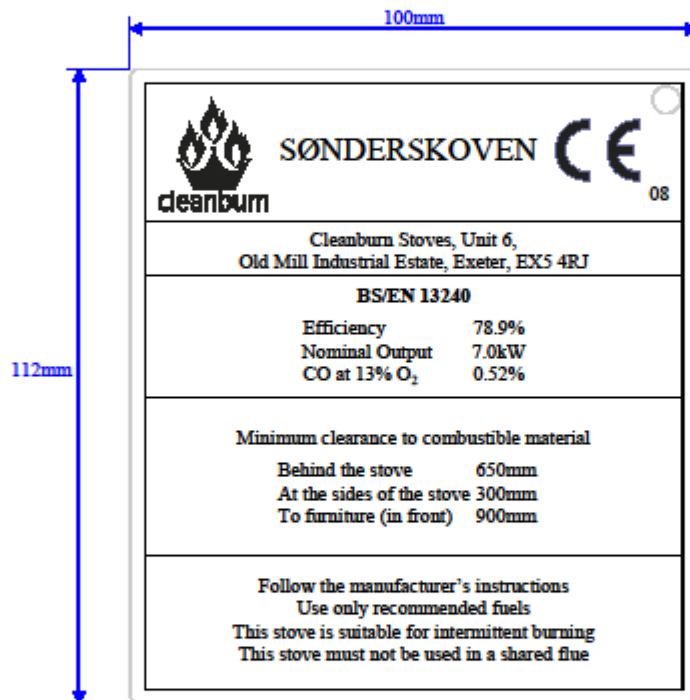 100mm
cleanburn
SØNDERSKOVEN CE
08
Cleanburn Stoves, Unit 6,
Old Mill Industrial Estate, Exeter, EX5 4RJ
BS/EN 13240
Efficiency 78.9%
Nominal Output 7.0kW
CO at 13% O₂ 0.52%
112mm
Minimum clearance to combustible material
Behind the stove 650mm
At the sides of the stove 300mm
To furniture (in front) 900mm
Follow the manufacturer's instructions
Use only recommended fuels
This stove is suitable for intermittent burning
This stove must not be used in a shared flue